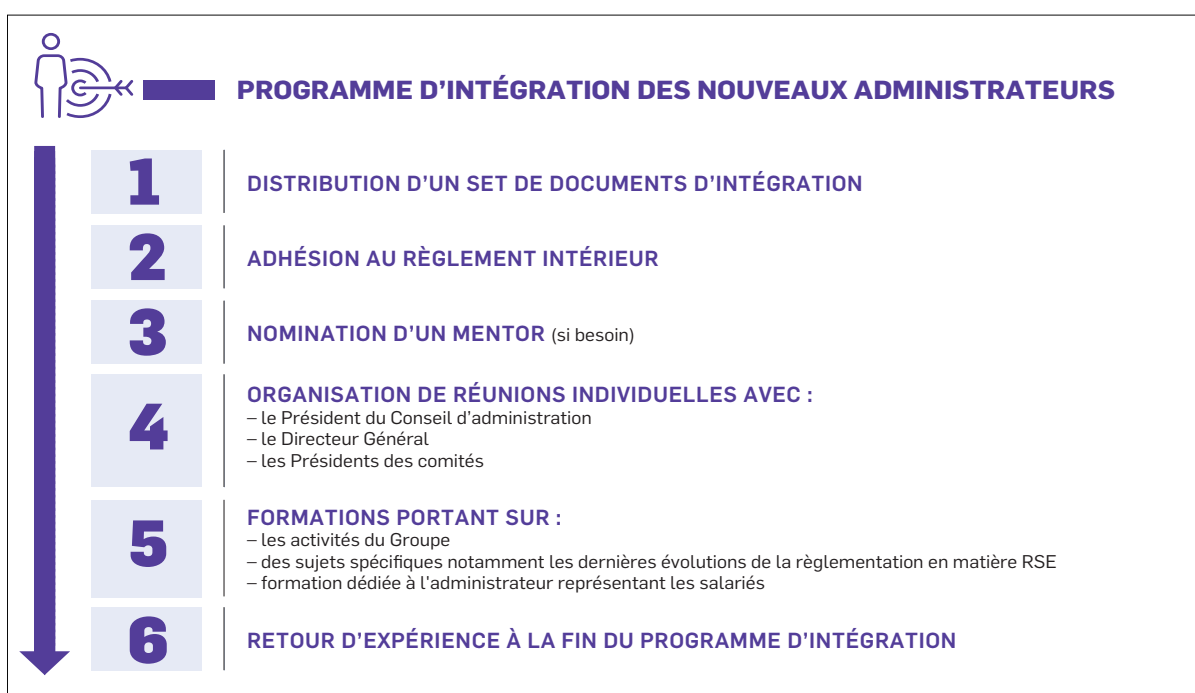 PROGRAMME D’INTÉGRATION DES NOUVEAUX ADMINISTRATEURS
1
DISTRIBUTION D’UN SET DE DOCUMENTS D’INTÉGRATION
2
ADHÉSION AU RÈGLEMENT INTÉRIEUR
3
NOMINATION D’UN MENTOR (si besoin)
4
ORGANISATION DE RÉUNIONS INDIVIDUELLES AVEC :
– le Président du Conseil d’administration
– le Directeur Général
– les Présidents des comités
5
FORMATIONS PORTANT SUR :
– les activités du Groupe
– des sujets spécifiques notamment les dernières évolutions de la règlementation en matière RSE
– formation dédiée à l'administrateur représentant les salariés
6
RETOUR D’EXPÉRIENCE À LA FIN DU PROGRAMME D’INTÉGRATION